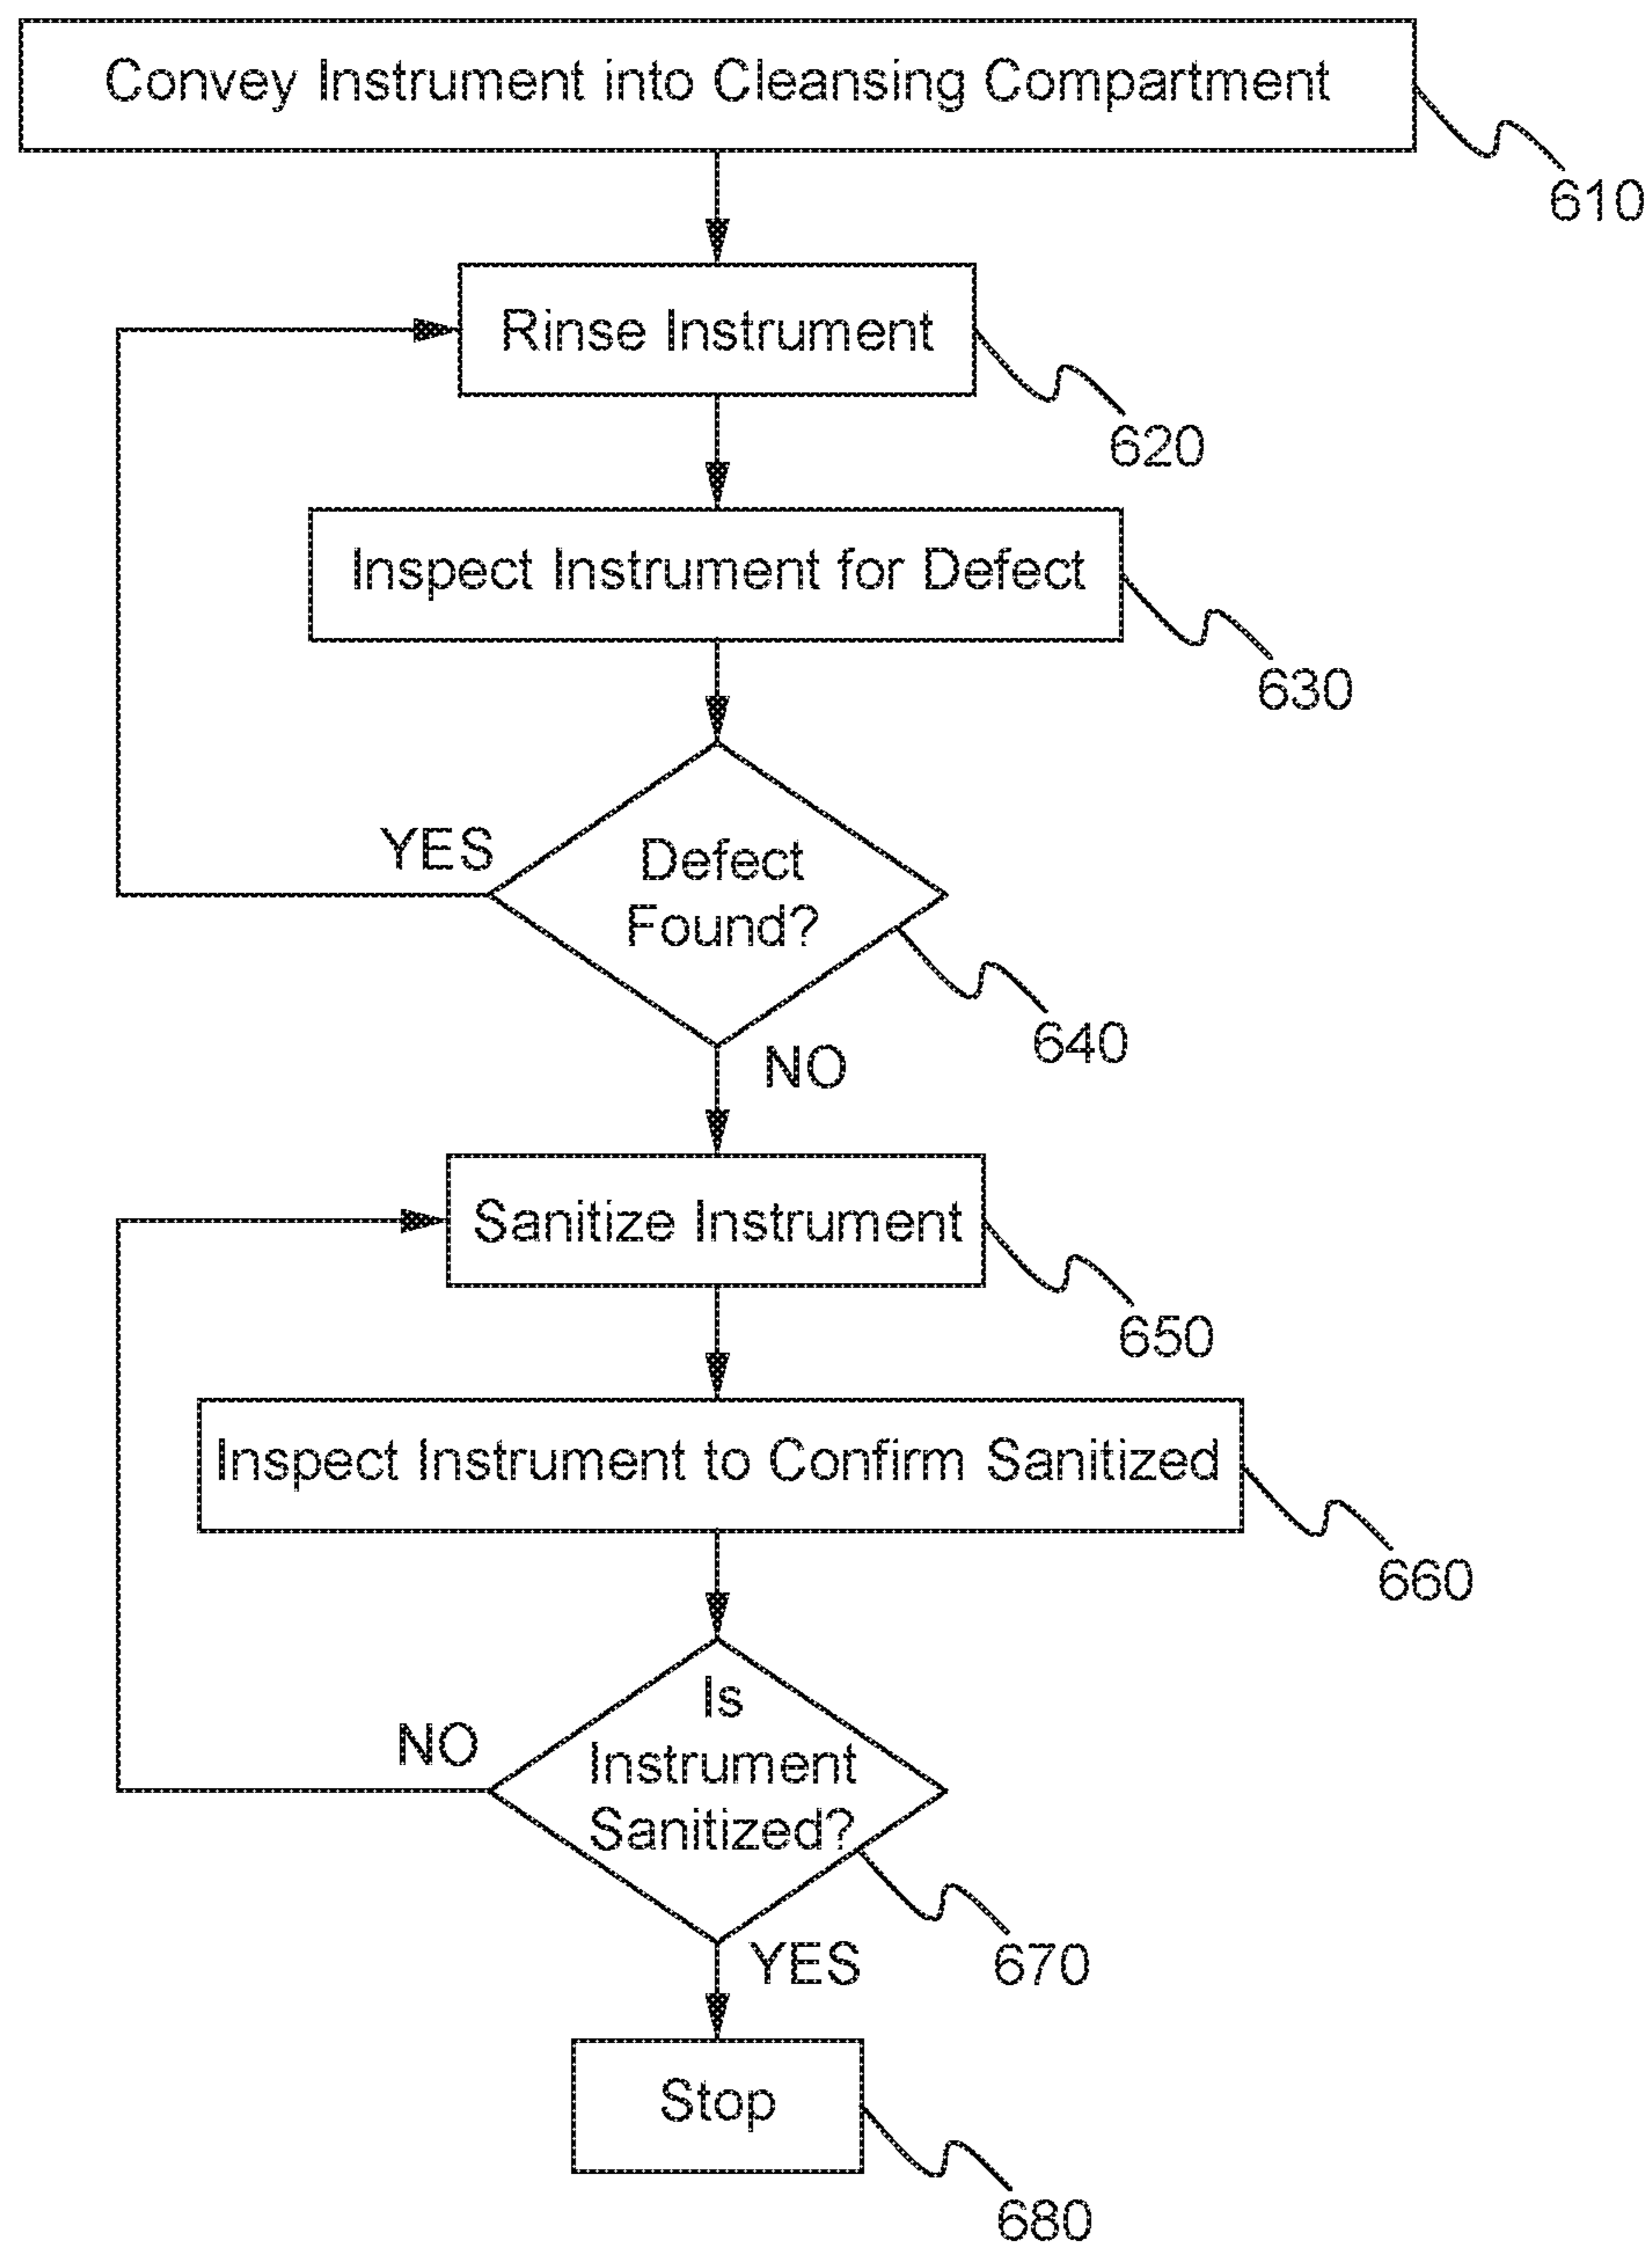 Convey Instrument into Cleansing Compartment
610
Rinse Instrument
620
Inspect Instrument for Defect
630
YES
Defect
Found?
640
NO
Sanitize Instrument
650
Inspect Instrument to Confirm Sanitized
660
Is
Instrument
Sanitized?
NO
670
YES
Stop
680